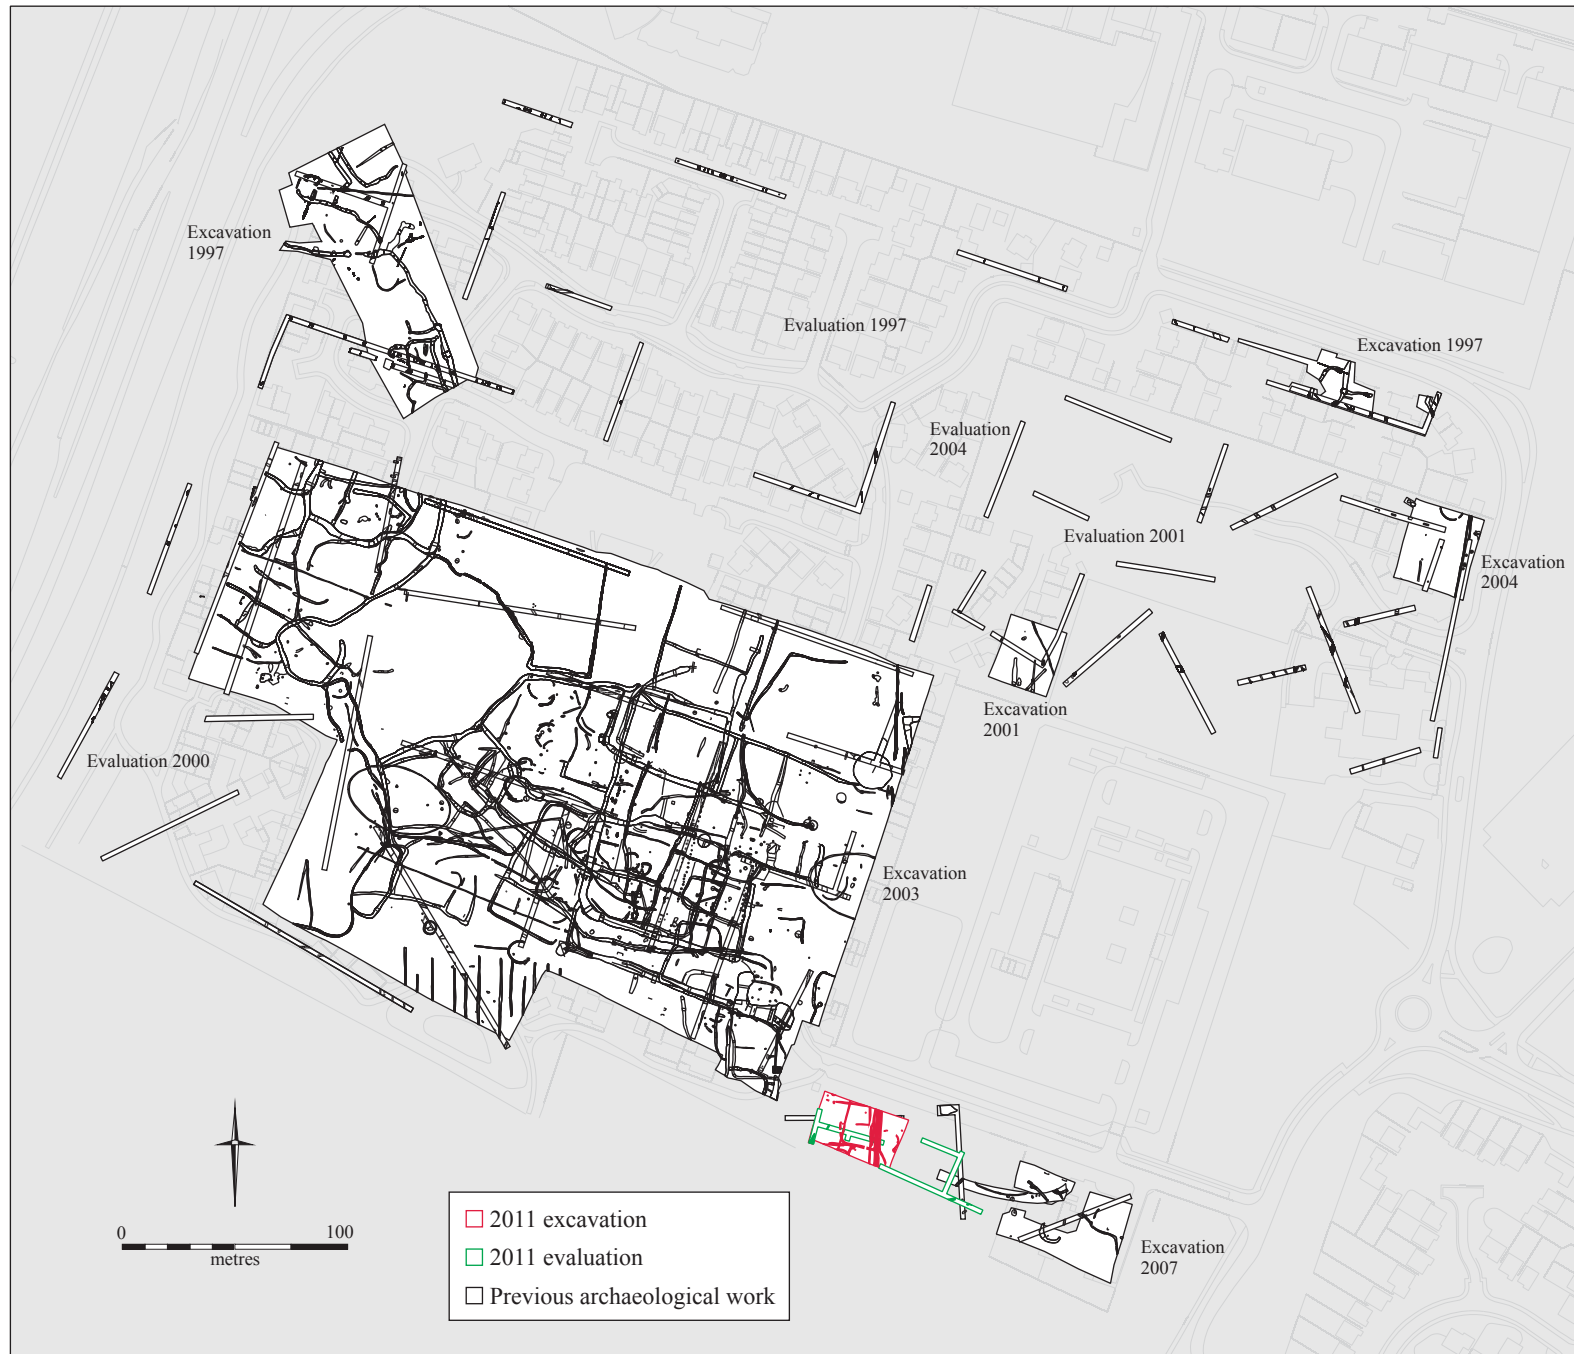 Excavation
1997
Evaluation 1997
Excavation 1997
Evaluation
2004
Evaluation 2001
Excavation
2004
Excavation
2001
Evaluation 2000
Excavation
2003
0 100
metres
2011 excavation
2011 evaluation
Previous archaeological work
Excavation
2007